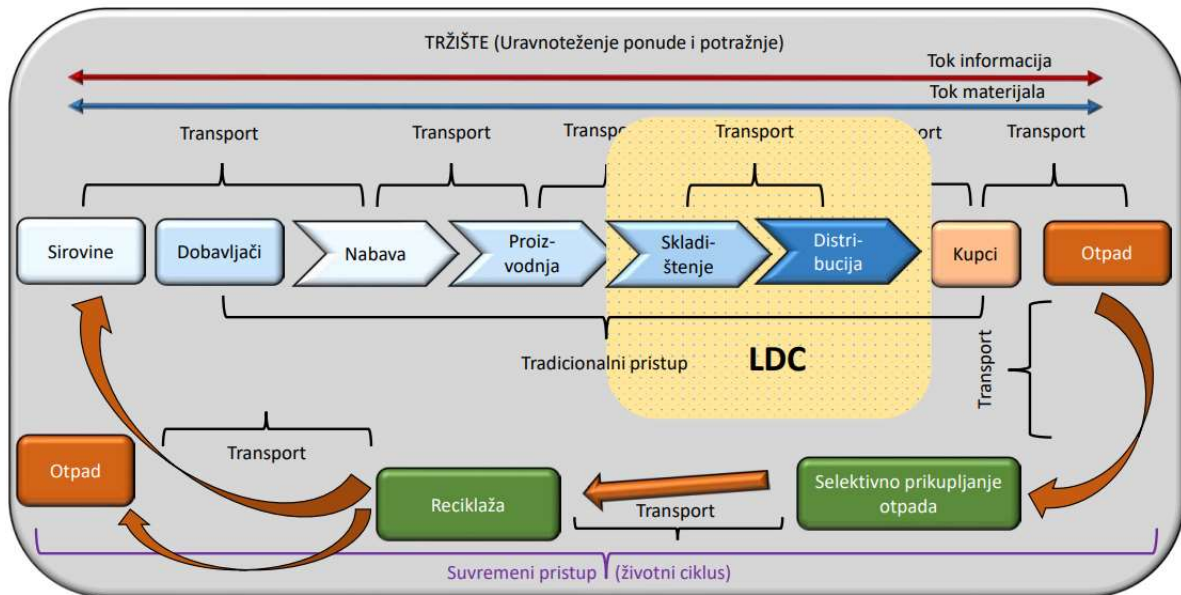 TRŽIŠTE (Uravnoteženje ponude i potražnje)
Tok informacija
Tok materijala
Transport
Transport
Transport
Transport
Transport
Sirovine
Dobavljači
Nabava
Proiz-
vodnja
Skladi-
štenje
Distri-
bucija
Kupci
Otpad
Tradicionalni pristup
LDC
Transport
Transport
Otpad
Reciklaža
Transport
Selektivno prikupljanje
otpada
Suvremeni pristup (životni ciklus)